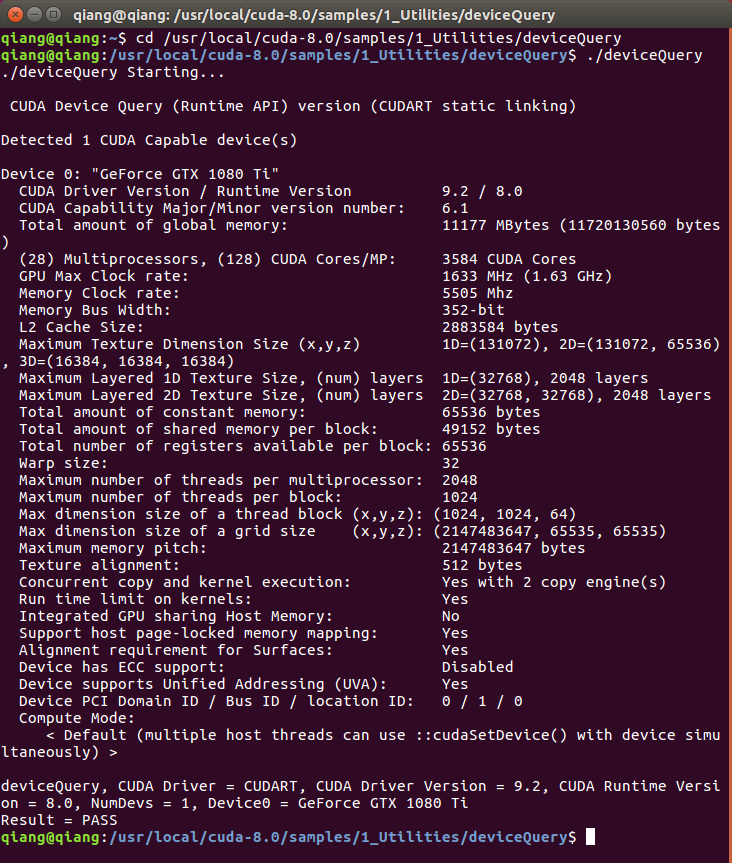 qiang@qiang: /usr/local/cuda-8.0/samples/1_Utilities/deviceQuery
qiang@qiang:~$ cd /usr/local/cuda-8.0/samples/1_Utilities/deviceQuery
qiang@qiang:/usr/local/cuda-8.0/samples/1_Utilities/deviceQuery$ ./deviceQuery
./deviceQuery Starting...

 CUDA Device Query (Runtime API) version (CUDART static linking)

Detected 1 CUDA Capable device(s)

Device 0: "GeForce GTX 1080 Ti"
  CUDA Driver Version / Runtime Version          9.2 / 8.0
  CUDA Capability Major/Minor version number:    6.1
  Total amount of global memory:                 11177 MBytes (11720130560 bytes
)
  (28) Multiprocessors, (128) CUDA Cores/MP:     3584 CUDA Cores
  GPU Max Clock rate:                            1633 MHz (1.63 GHz)
  Memory Clock rate:                             5505 Mhz
  Memory Bus Width:                              352-bit
  L2 Cache Size:                                 2883584 bytes
  Maximum Texture Dimension Size (x,y,z)         1D=(131072), 2D=(131072, 65536)
, 3D=(16384, 16384, 16384)
  Maximum Layered 1D Texture Size, (num) layers  1D=(32768), 2048 layers
  Maximum Layered 2D Texture Size, (num) layers  2D=(32768, 32768), 2048 layers
  Total amount of constant memory:               65536 bytes
  Total amount of shared memory per block:       49152 bytes
  Total number of registers available per block: 65536
  Warp size:                                     32
  Maximum number of threads per multiprocessor:  2048
  Maximum number of threads per block:           1024
  Max dimension size of a thread block (x,y,z): (1024, 1024, 64)
  Max dimension size of a grid size    (x,y,z): (2147483647, 65535, 65535)
  Maximum memory pitch:                          2147483647 bytes
  Texture alignment:                             512 bytes
  Concurrent copy and kernel execution:          Yes with 2 copy engine(s)
  Run time limit on kernels:                     Yes
  Integrated GPU sharing Host Memory:            No
  Support host page-locked memory mapping:       Yes
  Alignment requirement for Surfaces:            Yes
  Device has ECC support:                        Disabled
  Device supports Unified Addressing (UVA):      Yes
  Device PCI Domain ID / Bus ID / location ID:   0 / 1 / 0
  Compute Mode:
     < Default (multiple host threads can use ::cudaSetDevice() with device simu
ltaneously) >

deviceQuery, CUDA Driver = CUDART, CUDA Driver Version = 9.2, CUDA Runtime Versi
on = 8.0, NumDevs = 1, Device0 = GeForce GTX 1080 Ti
Result = PASS
qiang@qiang:/usr/local/cuda-8.0/samples/1_Utilities/deviceQuery$